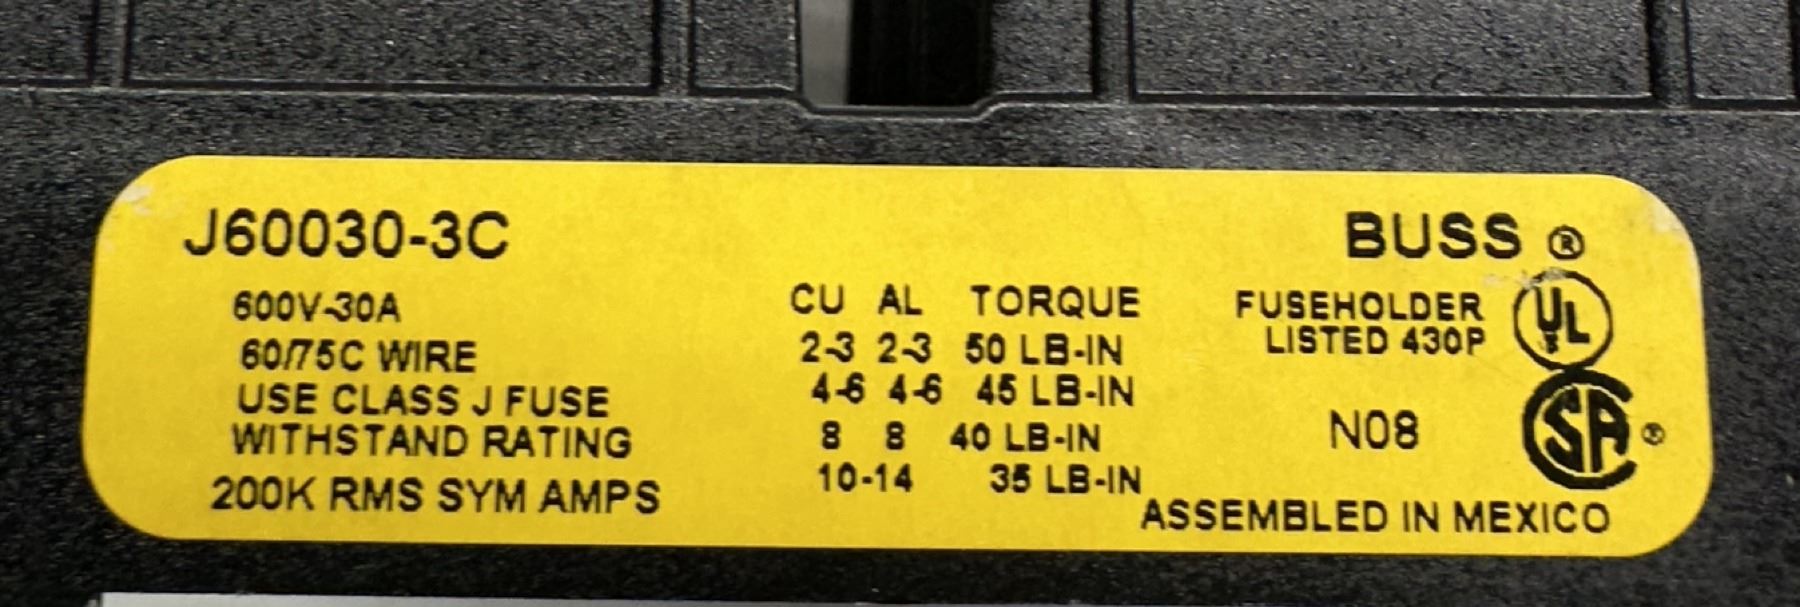 J60030-3C
600V-30A
60/75C WIRE
USE CLASS J FUSE
WITHSTAND RATING
200K RMS SYM AMPS
CU AL TORQUE
2-3 2-3 50 LB-IN
4-6 4-6 45 LB-IN
8 8 40 LB-IN
10-14 35 LB-IN
BUSS ®
FUSEHOLDER
LISTED 430P
UL
N08
SA ®
ASSEMBLED IN MEXICO